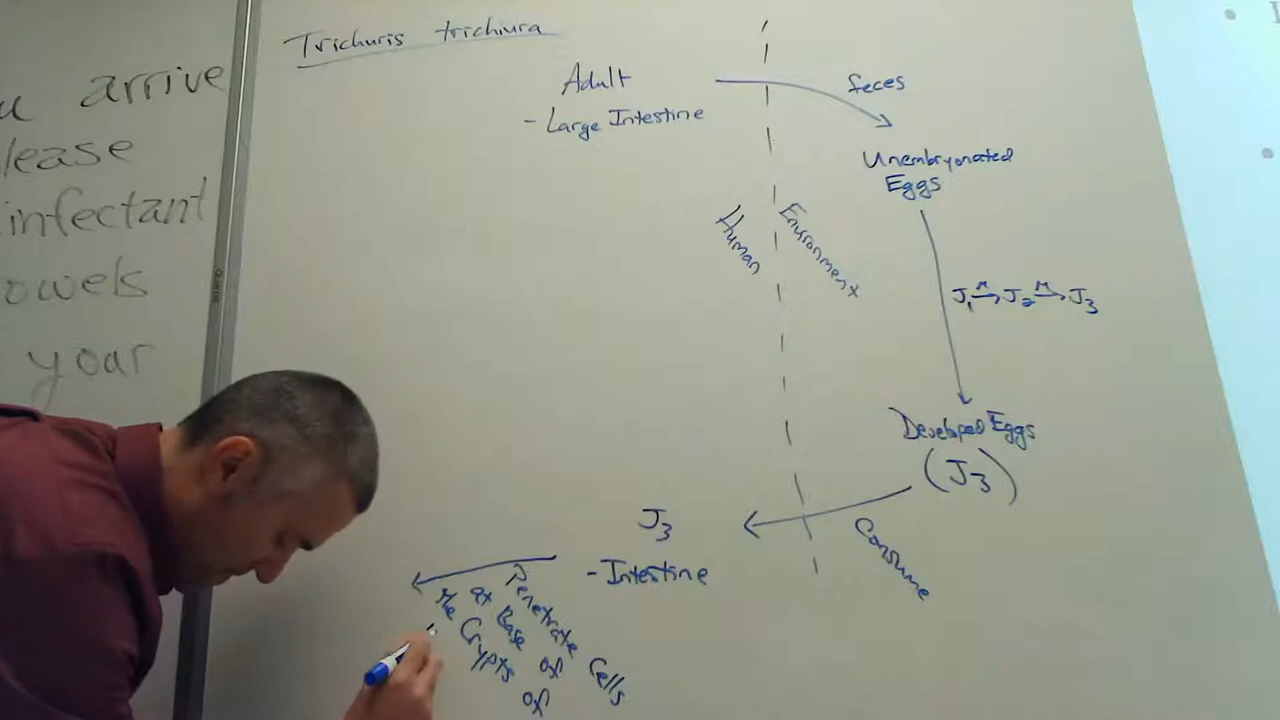 u arrive
lease
infectant
owels
your
Trichuris trichiura
Adult
- Large Intestine
feces
Unembryonated
Eggs
Human
Environment
J₁ M→ J₂ M→ J₃
Developed Eggs
(J₃)
Consume
J₃
- Intestine
Penetrate Cells
at Base of
the Crypts of